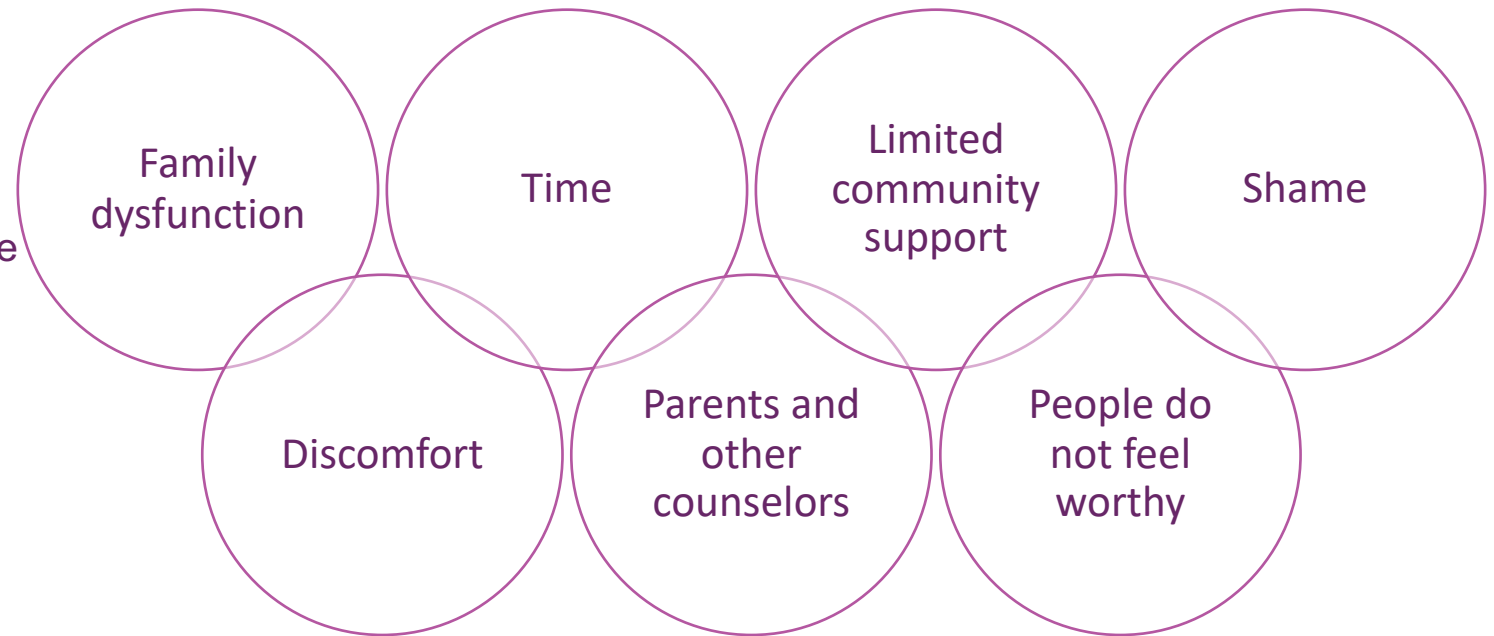 Family
dysfunction
Time
Limited
community
support
Shame
Discomfort
Parents and
other
counselors
People do
not feel
worthy